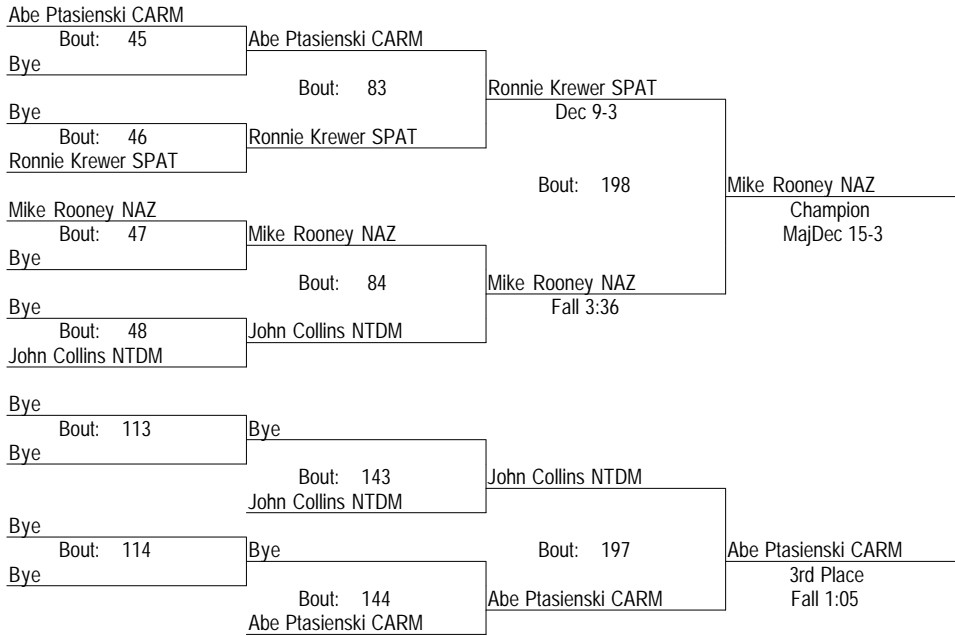 Abe Ptasienski CARM
Bout: 45
Bye
Abe Ptasienski CARM
Bout: 83
Bye
Bout: 46
Ronnie Krewer SPAT
Ronnie Krewer SPAT
Ronnie Krewer SPAT
Dec 9-3
Bout: 198
Mike Rooney NAZ
Bout: 47
Bye
Mike Rooney NAZ
Bout: 84
Bye
Bout: 48
John Collins NTDM
John Collins NTDM
Mike Rooney NAZ
Fall 3:36
Mike Rooney NAZ
Champion
MajDec 15-3
Bye
Bout: 113
Bye
Bye
Bout: 143
John Collins NTDM
John Collins NTDM
Bye
Bout: 114
Bye
Bye
Bout: 144
Abe Ptasienski CARM
Abe Ptasienski CARM
Bout: 197
Abe Ptasienski CARM
3rd Place
Fall 1:05